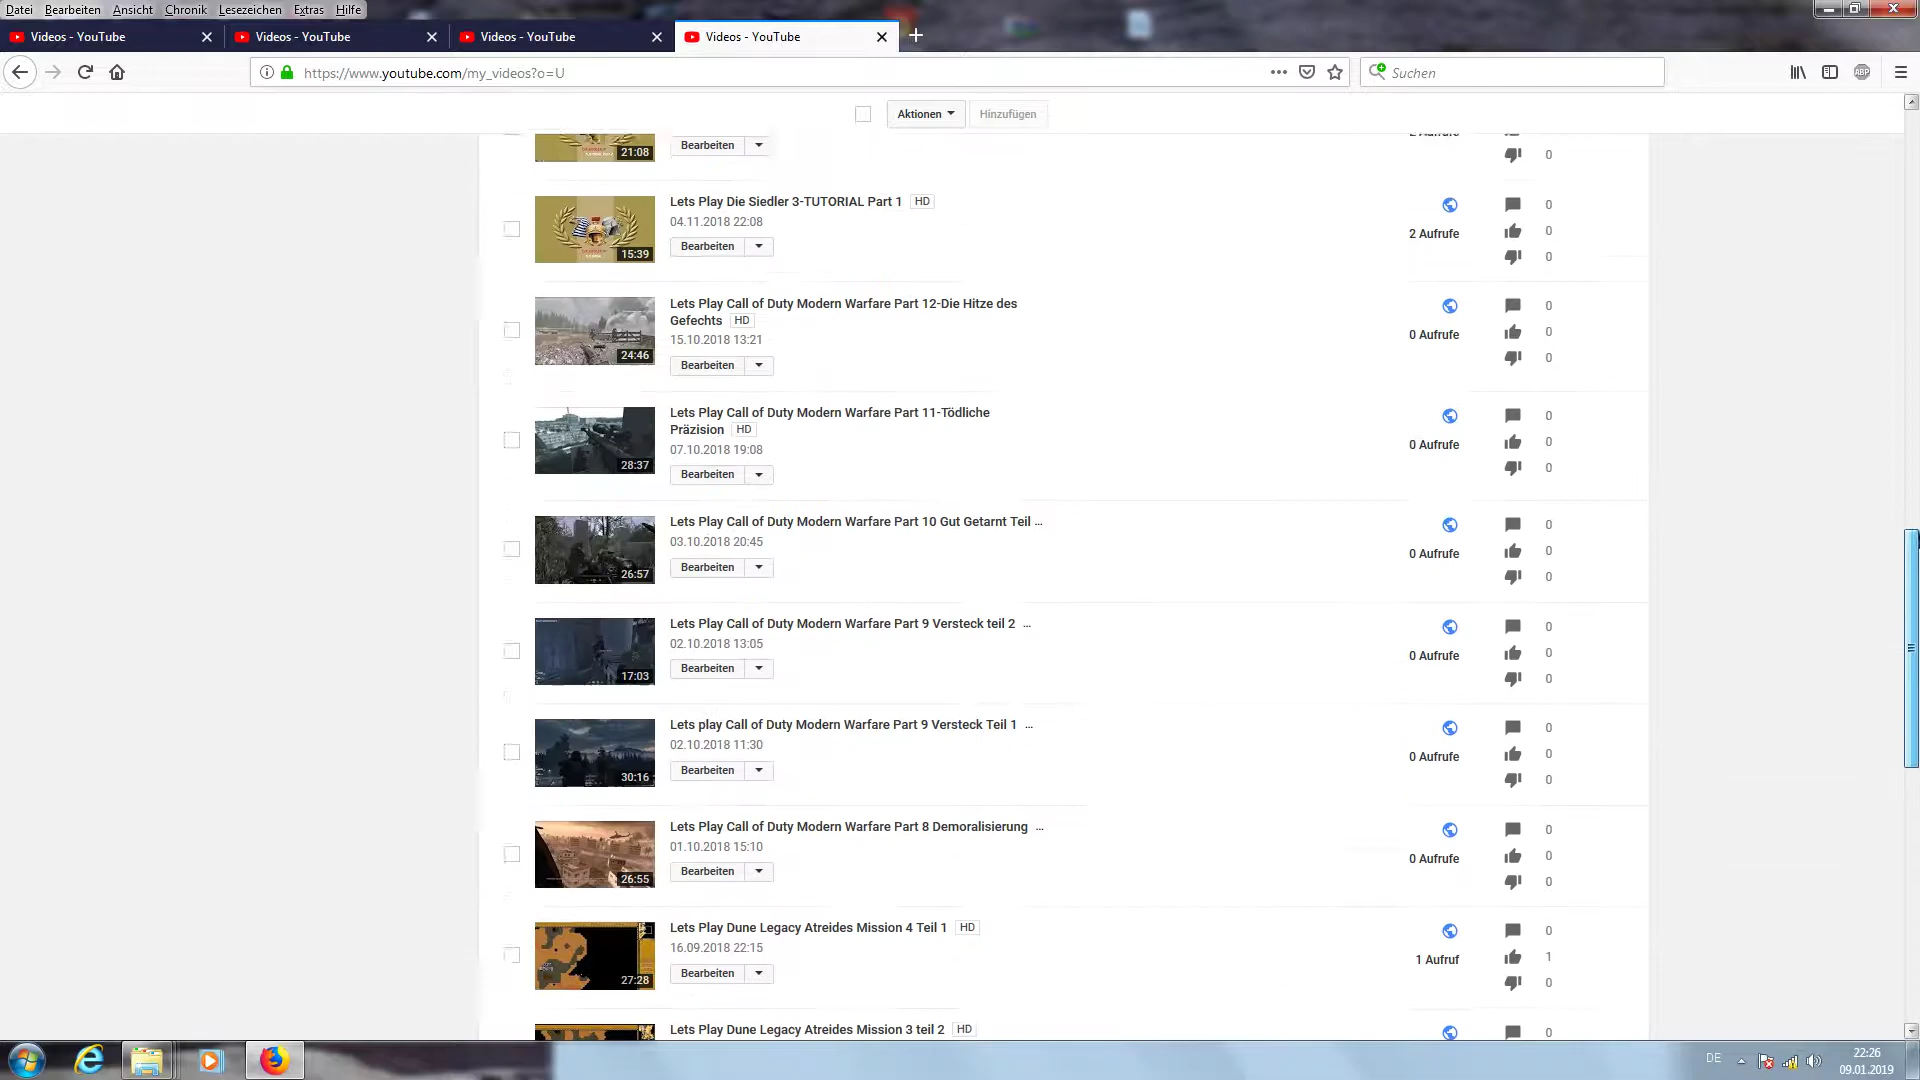 Datei Bearbeiten Ansicht Chronik Lesezeichen Extras Hilfe
Videos - YouTube Videos - YouTube Videos - YouTube Videos - YouTube
https://www.youtube.com/my_videos?o=U Suchen ABP
Aktionen Hinzufügen
21:08 Bearbeiten 2 Aufrufe
0
Lets Play Die Siedler 3-TUTORIAL Part 1 HD 0
04.11.2018 22:08 2 Aufrufe 0
15:39 Bearbeiten 0
Lets Play Call of Duty Modern Warfare Part 12-Die Hitze des 0
Gefechts HD
15.10.2018 13:21 0 Aufrufe 0
24:46 Bearbeiten 0
Lets Play Call of Duty Modern Warfare Part 11-Tödliche 0
Präzision HD
07.10.2018 19:08 0 Aufrufe 0
28:37 Bearbeiten 0
Lets Play Call of Duty Modern Warfare Part 10 Gut Getarnt Teil ... 0
03.10.2018 20:45 0 Aufrufe 0
26:57 Bearbeiten 0
Lets Play Call of Duty Modern Warfare Part 9 Versteck teil 2 ... 0
02.10.2018 13:05 0 Aufrufe 0
17:03 Bearbeiten 0
Lets play Call of Duty Modern Warfare Part 9 Versteck Teil 1 ... 0
02.10.2018 11:30 0 Aufrufe 0
30:16 Bearbeiten 0
Lets Play Call of Duty Modern Warfare Part 8 Demoralisierung ... 0
01.10.2018 15:10 0 Aufrufe 0
26:55 Bearbeiten 0
Lets Play Dune Legacy Atreides Mission 4 Teil 1 HD 0
16.09.2018 22:15 1 Aufruf 1
27:28 Bearbeiten 0
Lets Play Dune Legacy Atreides Mission 3 teil 2 HD 0
DE 22:26
09.01.2019